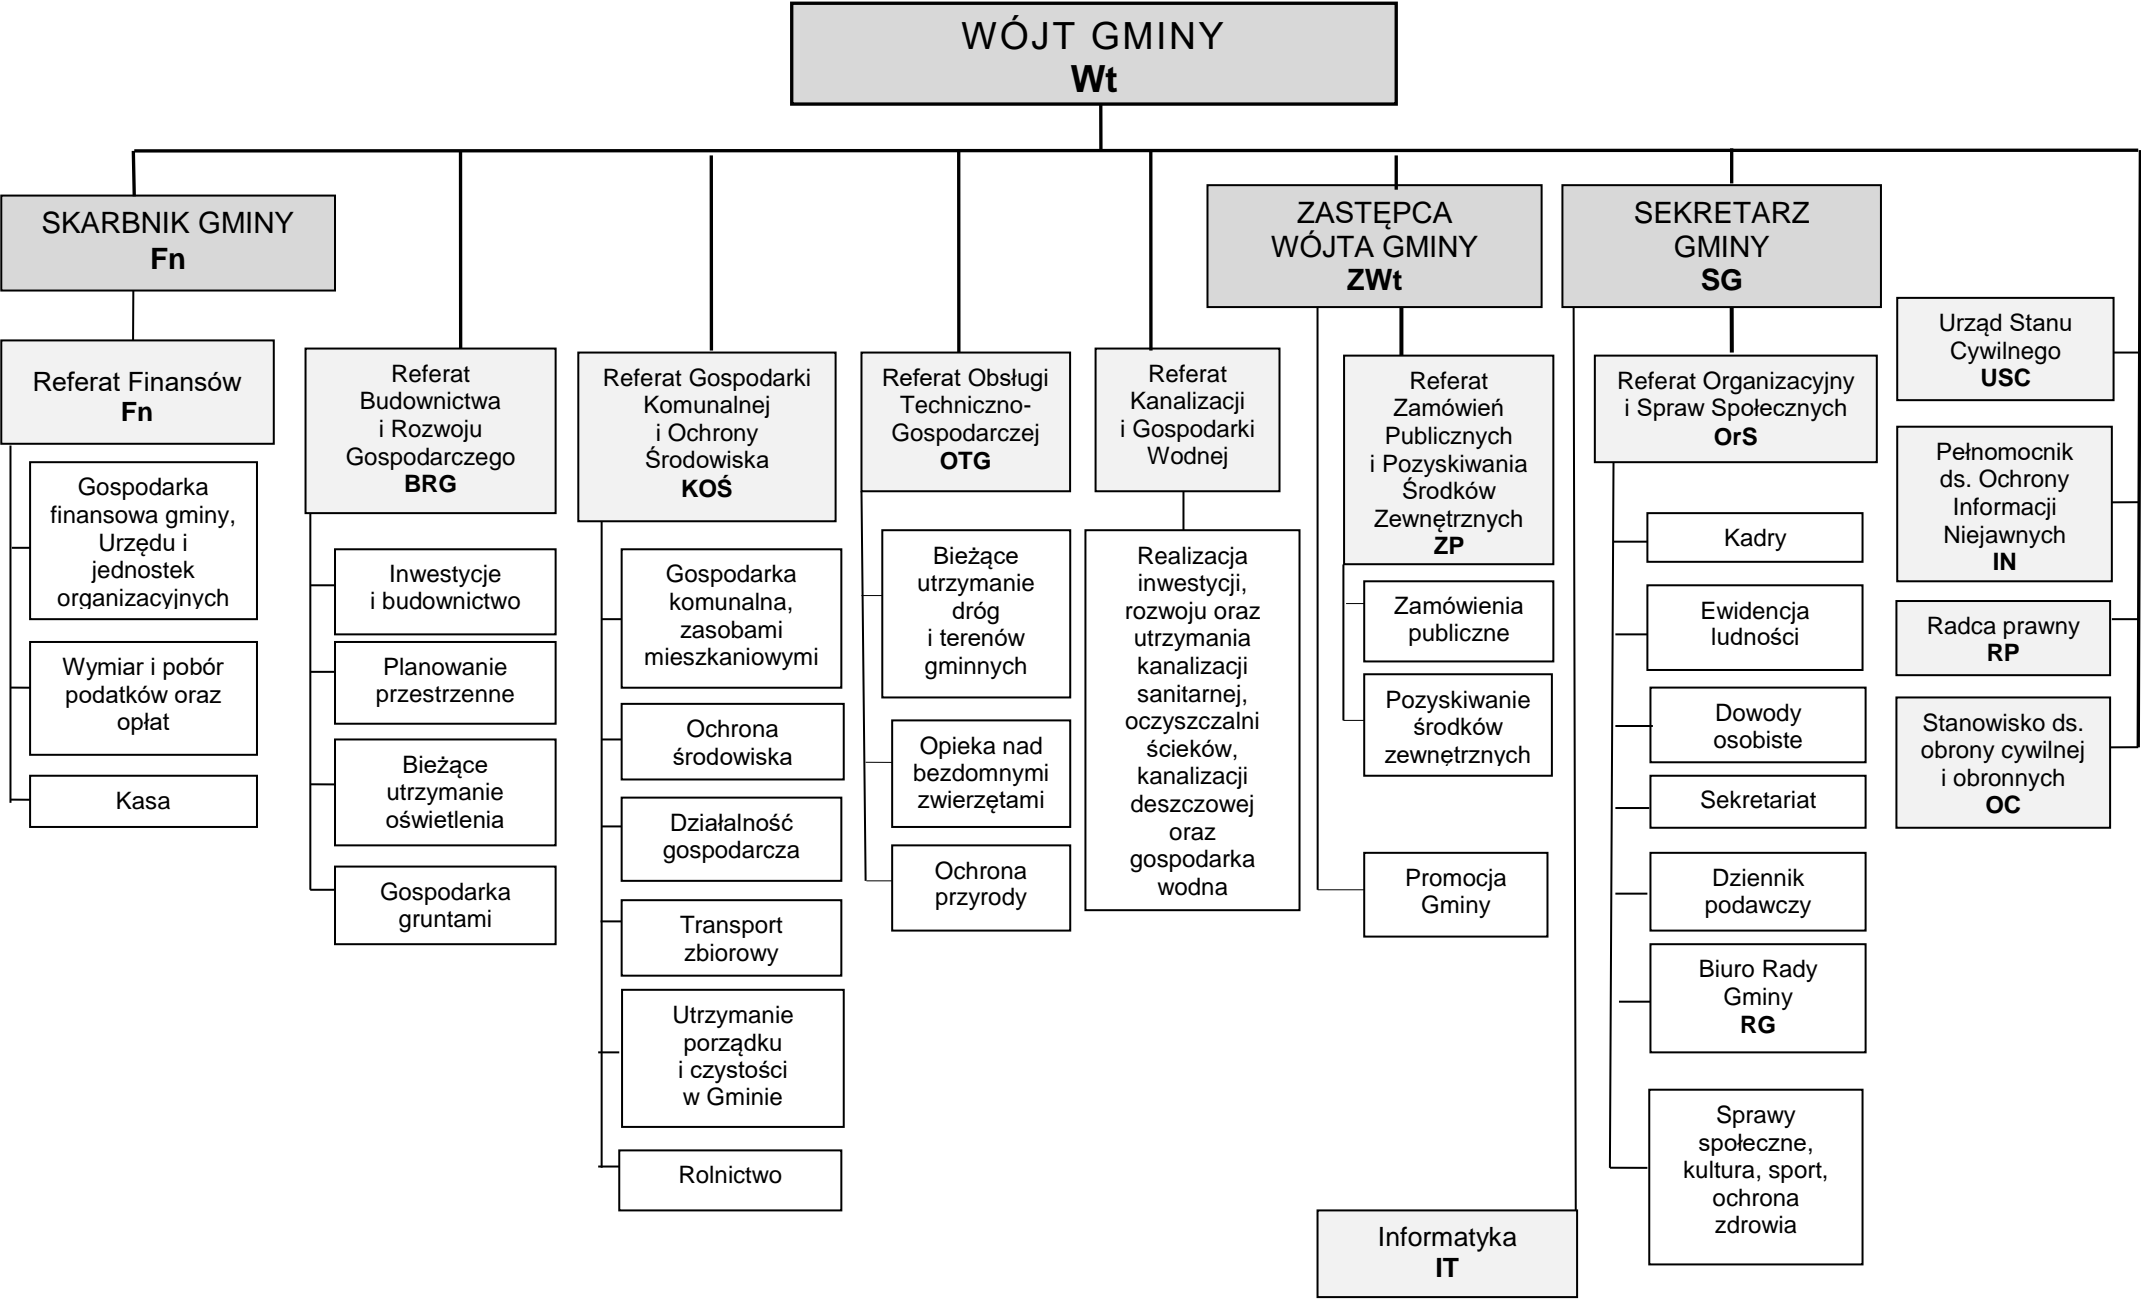 WÓJT GMINY
Wt
SKARBNIK GMINY
Fn
Referat Finansów
Fn
Gospodarka
finansowa gminy,
Urzędu i
jednostek
organizacyjnych
Wymiar i pobór
podatków oraz
opłat
Kasa
Referat
Budownictwa
i Rozwoju
Gospodarczego
BRG
Inwestycje
i budownictwo
Planowanie
przestrzenne
Bieżące
utrzymanie
oświetlenia
Gospodarka
gruntami
Referat Gospodarki
Komunalnej
i Ochrony
Środowiska
KOŚ
Gospodarka
komunalna,
zasobami
mieszkaniowymi
Ochrona
środowiska
Działalność
gospodarcza
Transport
zbiorowy
Utrzymanie
porządku
i czystości
w Gminie
Rolnictwo
Referat Obsługi
Techniczno-
Gospodarczej
OTG
Bieżące
utrzymanie
dróg
i terenów
gminnych
Opieka nad
bezdomnymi
zwierzętami
Ochrona
przyrody
Referat
Kanalizacji
i Gospodarki
Wodnej
Realizacja
inwestycji,
rozwoju oraz
utrzymania
kanalizacji
sanitarnej,
oczyszczalni
ścieków,
kanalizacji
deszczowej
oraz
gospodarka
wodna
ZASTĘPCA
WÓJTA GMINY
ZWt
Referat
Zamówień
Publicznych
i Pozyskiwania
Środków
Zewnętrznych
ZP
Zamówienia
publiczne
Pozyskiwanie
środków
zewnętrznych
Promocja
Gminy
SEKRETARZ
GMINY
SG
Referat Organizacyjny
i Spraw Społecznych
OrS
Kadry
Ewidencja
ludności
Dowody
osobiste
Sekretariat
Dziennik
podawczy
Biuro Rady
Gminy
RG
Sprawy
społeczne,
kultura, sport,
ochrona
zdrowia
Informatyka
IT
Urząd Stanu
Cywilnego
USC
Pełnomocnik
ds. Ochrony
Informacji
Niejawnych
IN
Radca prawny
RP
Stanowisko ds.
obrony cywilnej
i obronnych
OC